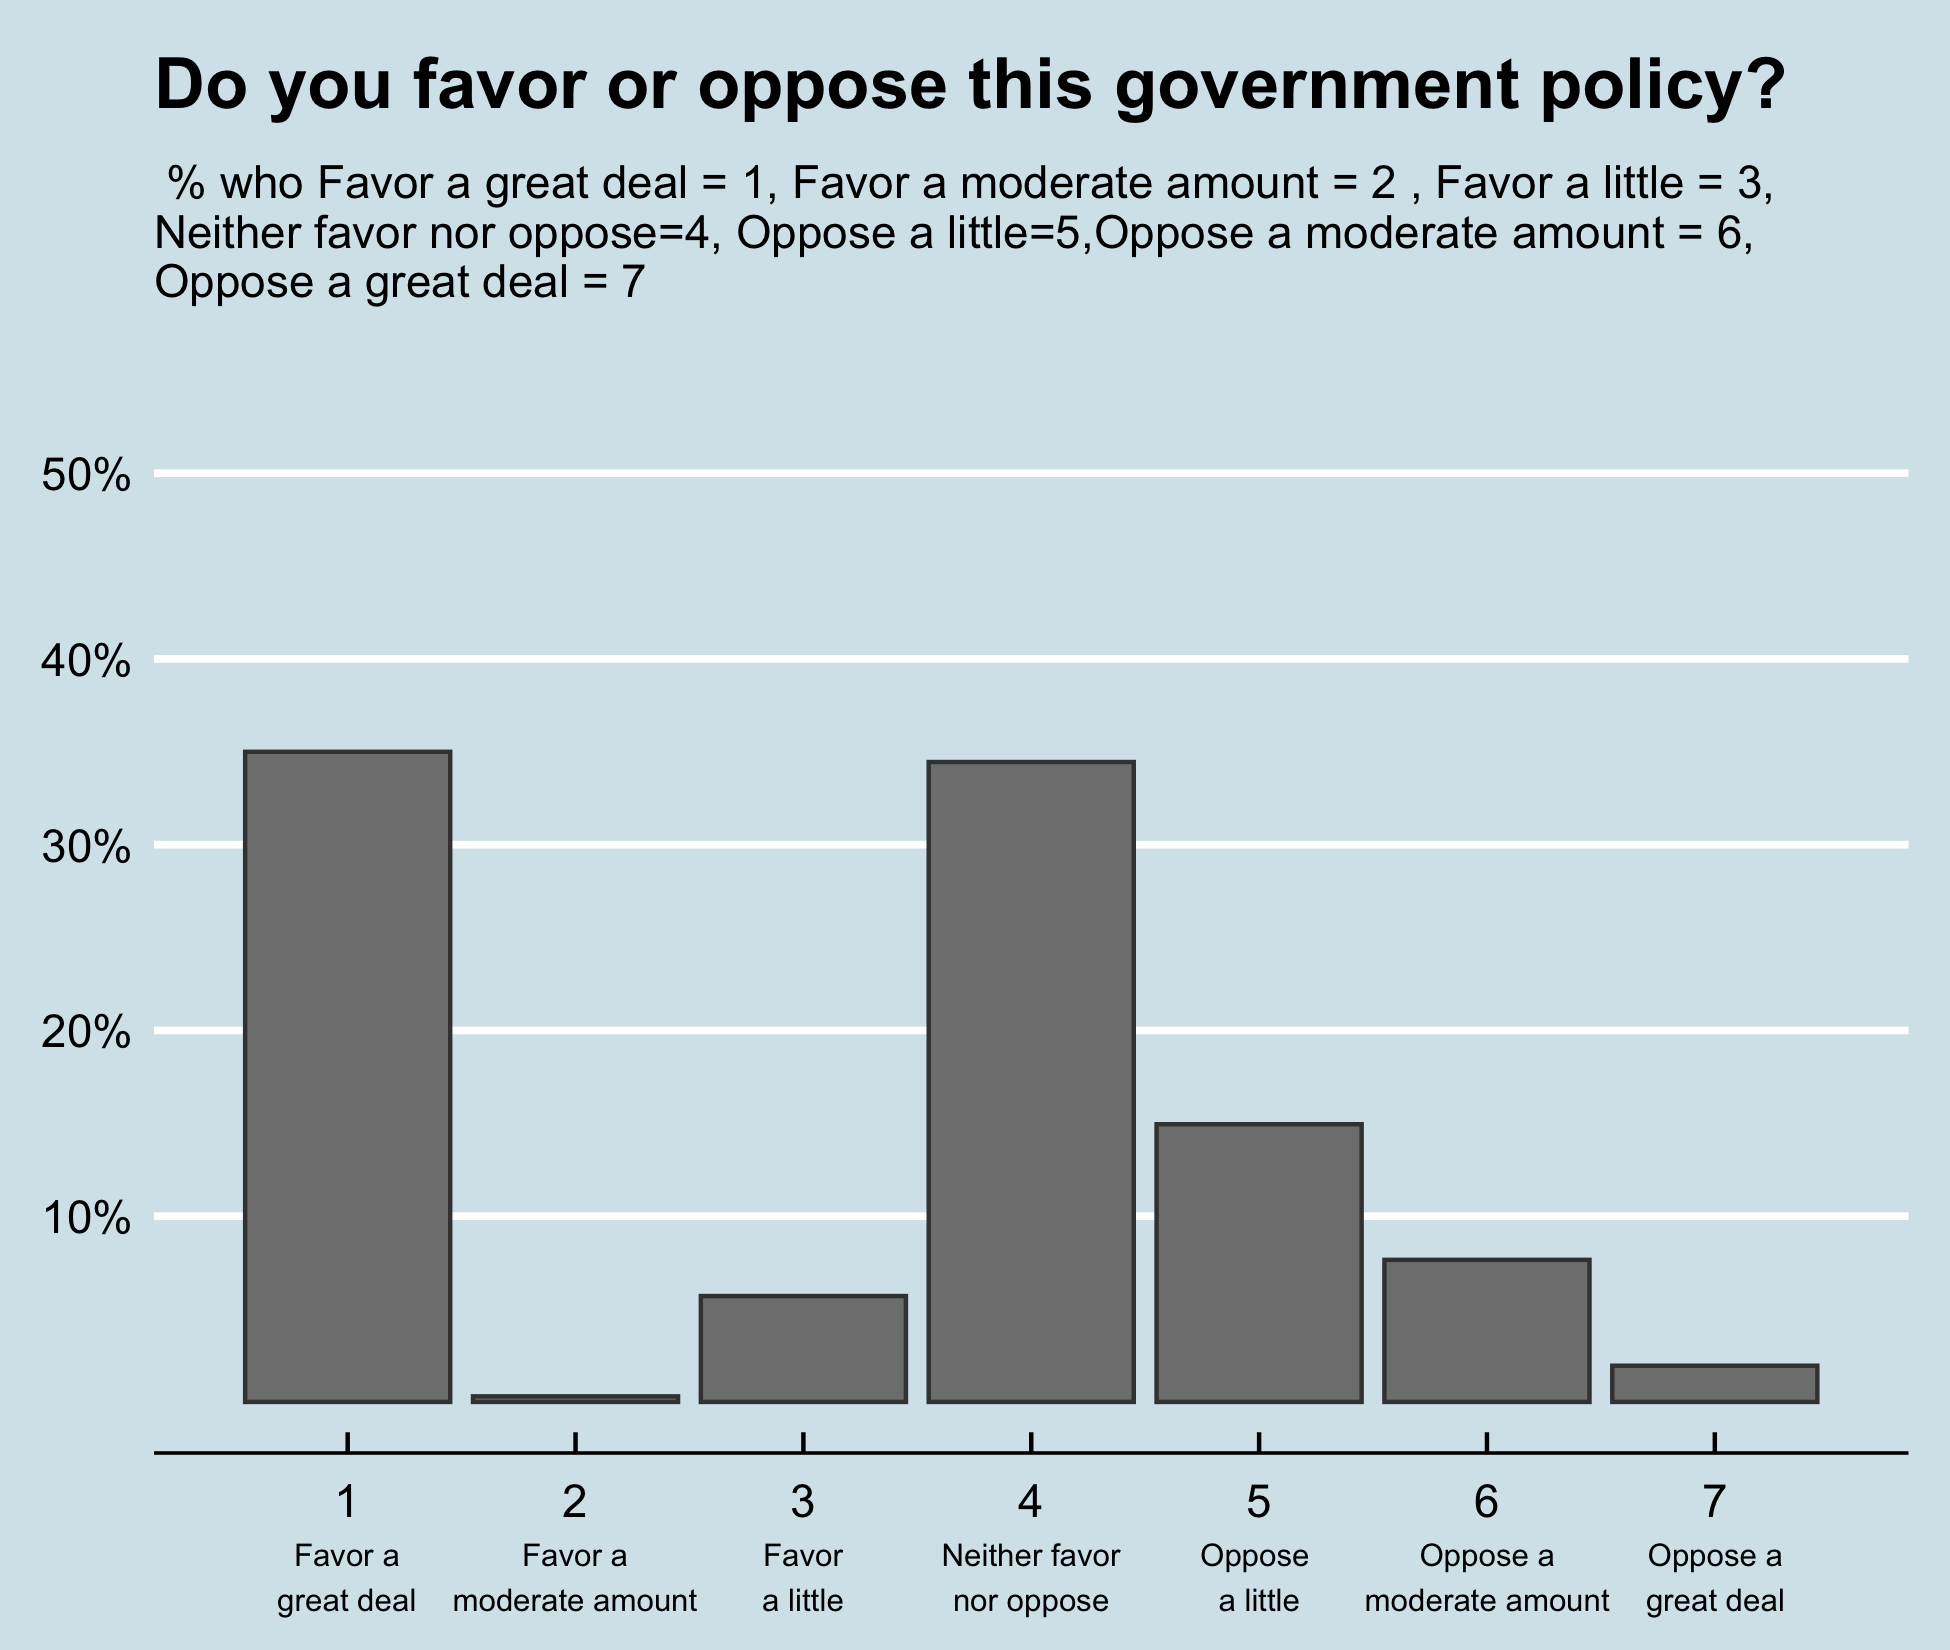 Do you favor or oppose this government policy?
% who Favor a great deal = 1, Favor a moderate amount = 2 , Favor a little = 3,
Neither favor nor oppose=4, Oppose a little=5,Oppose a moderate amount = 6,
Oppose a great deal = 7
50%
40%
30%
20%
10%
1 2 3 4 5 6 7
Favor a Favor a Favor Neither favor Oppose Oppose a Oppose a
great deal moderate amount a little nor oppose a little moderate amount great deal